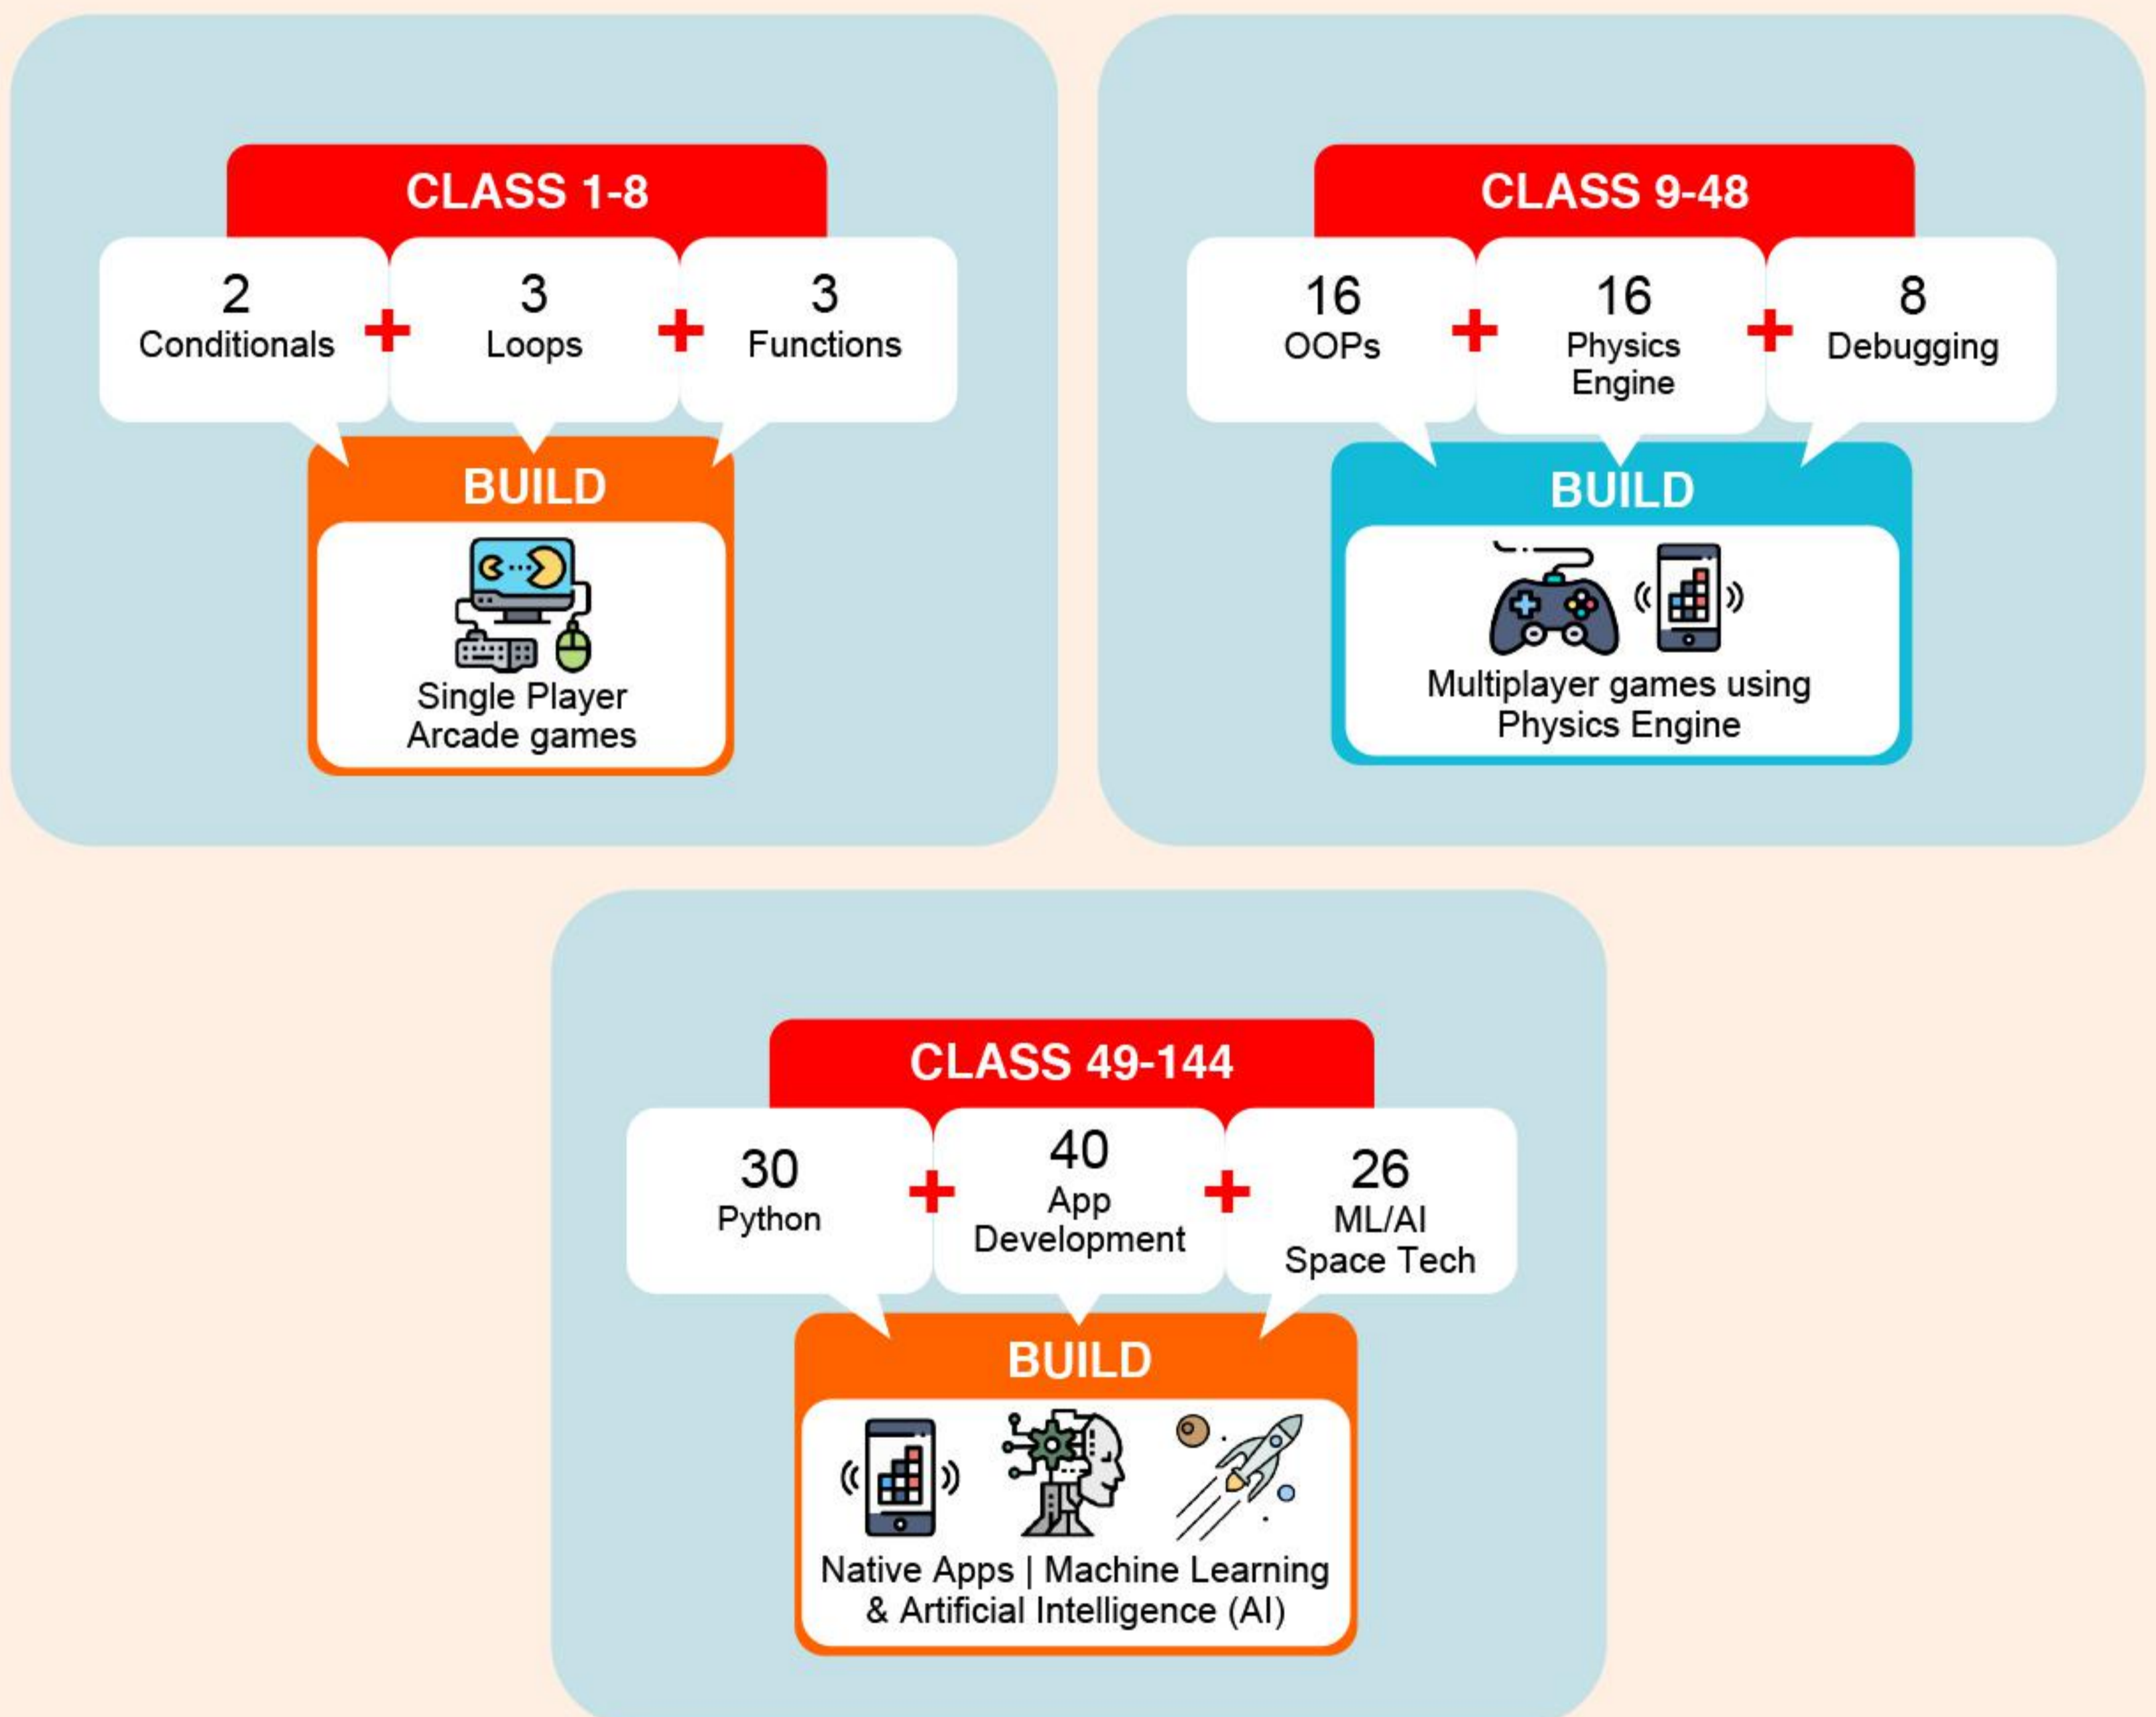 CLASS 1-8
2
Conditionals
+
3
Loops
+
3
Functions
BUILD
Single Player
Arcade games
CLASS 9-48
16
OOPs
+
16
Physics
Engine
+
8
Debugging
BUILD
Multiplayer games using
Physics Engine
CLASS 49-144
30
Python
+
40
App
Development
+
26
ML/AI
Space Tech
BUILD
Native Apps | Machine Learning
& Artificial Intelligence (AI)